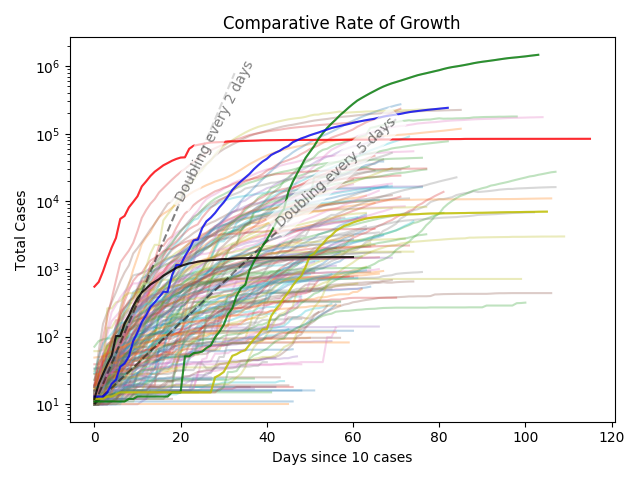 Comparative Rate of Growth
Total Cases
10⁶
10⁵
10⁴
10³
10²
10¹
Doubling every 2 days
Doubling every 5 days
0 20 40 60 80 100 120
Days since 10 cases